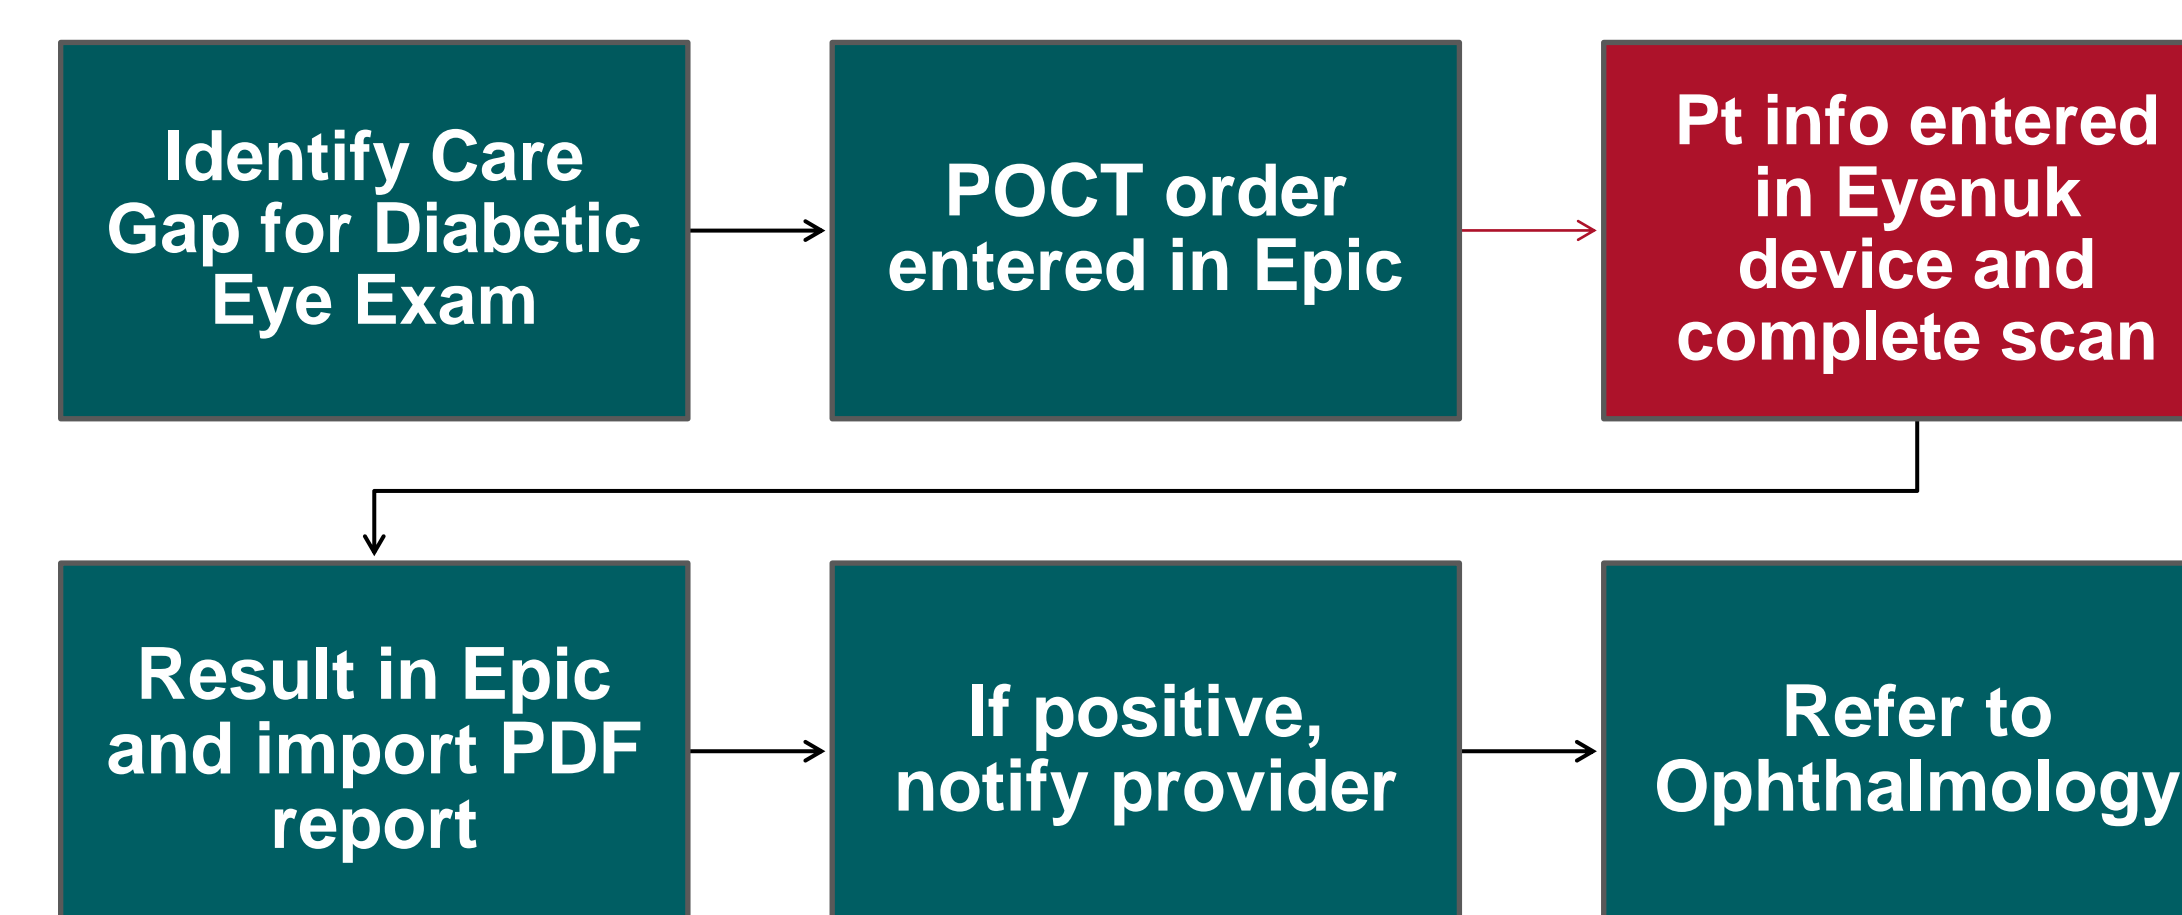 Identify Care
Gap for Diabetic
Eye Exam
POCT order
entered in Epic
Pt info entered
in Eyenuk
device and
complete scan
Result in Epic
and import PDF
report
If positive,
notify provider
Refer to
Ophthalmology